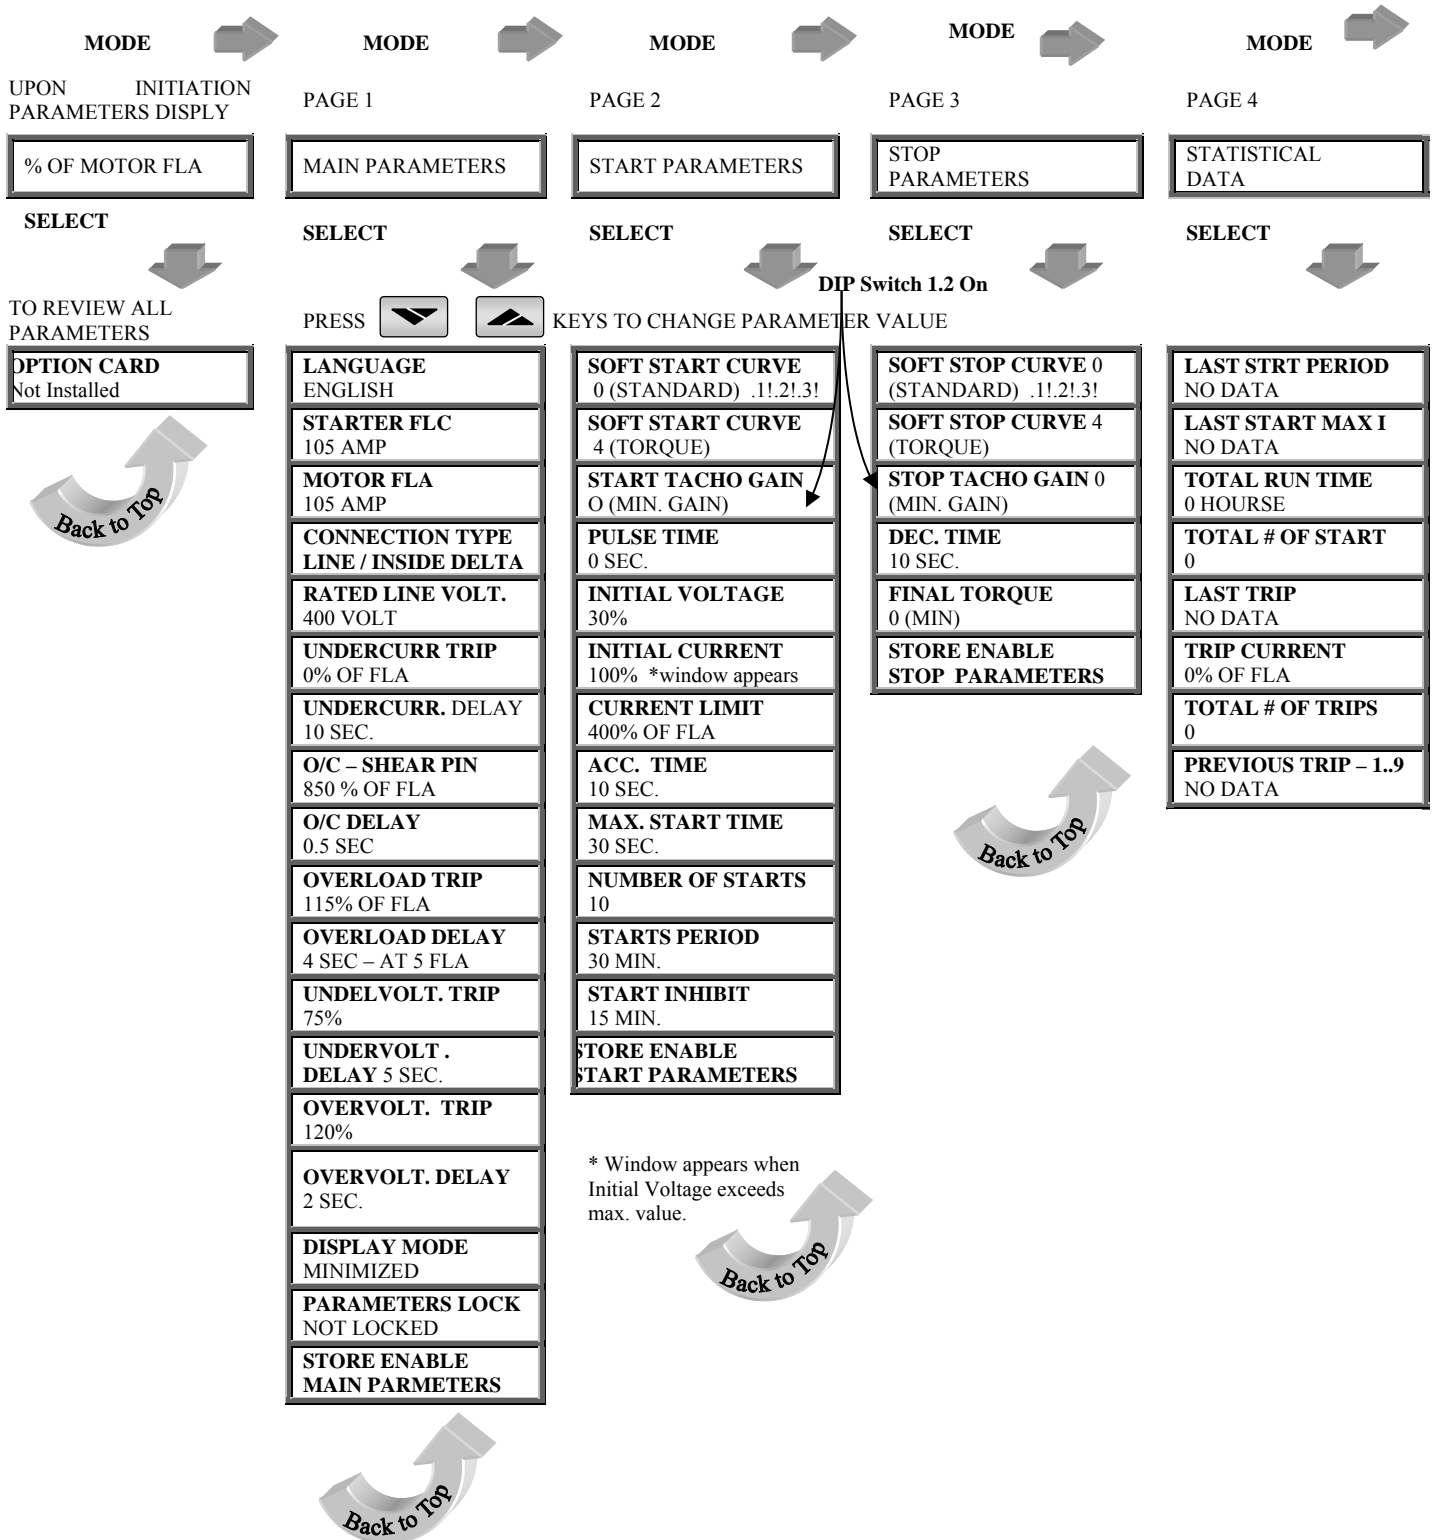 MODE
MODE
MODE
MODE
MODE
UPON INITIATION
PARAMETERS DISPLY
PAGE 1
PAGE 2
PAGE 3
PAGE 4
% OF MOTOR FLA
MAIN PARAMETERS
START PARAMETERS
STOP
PARAMETERS
STATISTICAL
DATA
SELECT
SELECT
SELECT
SELECT
SELECT
DIP Switch 1.2 On
TO REVIEW ALL
PARAMETERS
PRESS KEYS TO CHANGE PARAMETER VALUE
OPTION CARD
Not Installed
Back to Top
LANGUAGE
ENGLISH
STARTER FLC
105 AMP
MOTOR FLA
105 AMP
CONNECTION TYPE
LINE / INSIDE DELTA
RATED LINE VOLT.
400 VOLT
UNDERCURR TRIP
0% OF FLA
UNDERCURR. DELAY
10 SEC.
O/C – SHEAR PIN
850 % OF FLA
O/C DELAY
0.5 SEC
OVERLOAD TRIP
115% OF FLA
OVERLOAD DELAY
4 SEC – AT 5 FLA
UNDELVOLT. TRIP
75%
UNDERVOLT .
DELAY 5 SEC.
OVERVOLT. TRIP
120%
OVERVOLT. DELAY
2 SEC.
DISPLAY MODE
MINIMIZED
PARAMETERS LOCK
NOT LOCKED
STORE ENABLE
MAIN PARMETERS
Back to Top
SOFT START CURVE
0 (STANDARD) .1!.2!.3!
SOFT START CURVE
4 (TORQUE)
START TACHO GAIN
O (MIN. GAIN)
PULSE TIME
0 SEC.
INITIAL VOLTAGE
30%
INITIAL CURRENT
100% *window appears
CURRENT LIMIT
400% OF FLA
ACC. TIME
10 SEC.
MAX. START TIME
30 SEC.
NUMBER OF STARTS
10
STARTS PERIOD
30 MIN.
START INHIBIT
15 MIN.
STORE ENABLE
START PARAMETERS
* Window appears when
Initial Voltage exceeds
max. value.
Back to Top
SOFT STOP CURVE 0
(STANDARD) .1!.2!.3!
SOFT STOP CURVE 4
(TORQUE)
STOP TACHO GAIN 0
(MIN. GAIN)
DEC. TIME
10 SEC.
FINAL TORQUE
0 (MIN)
STORE ENABLE
STOP PARAMETERS
Back to Top
LAST STRT PERIOD
NO DATA
LAST START MAX I
NO DATA
TOTAL RUN TIME
0 HOURSE
TOTAL # OF START
0
LAST TRIP
NO DATA
TRIP CURRENT
0% OF FLA
TOTAL # OF TRIPS
0
PREVIOUS TRIP – 1..9
NO DATA